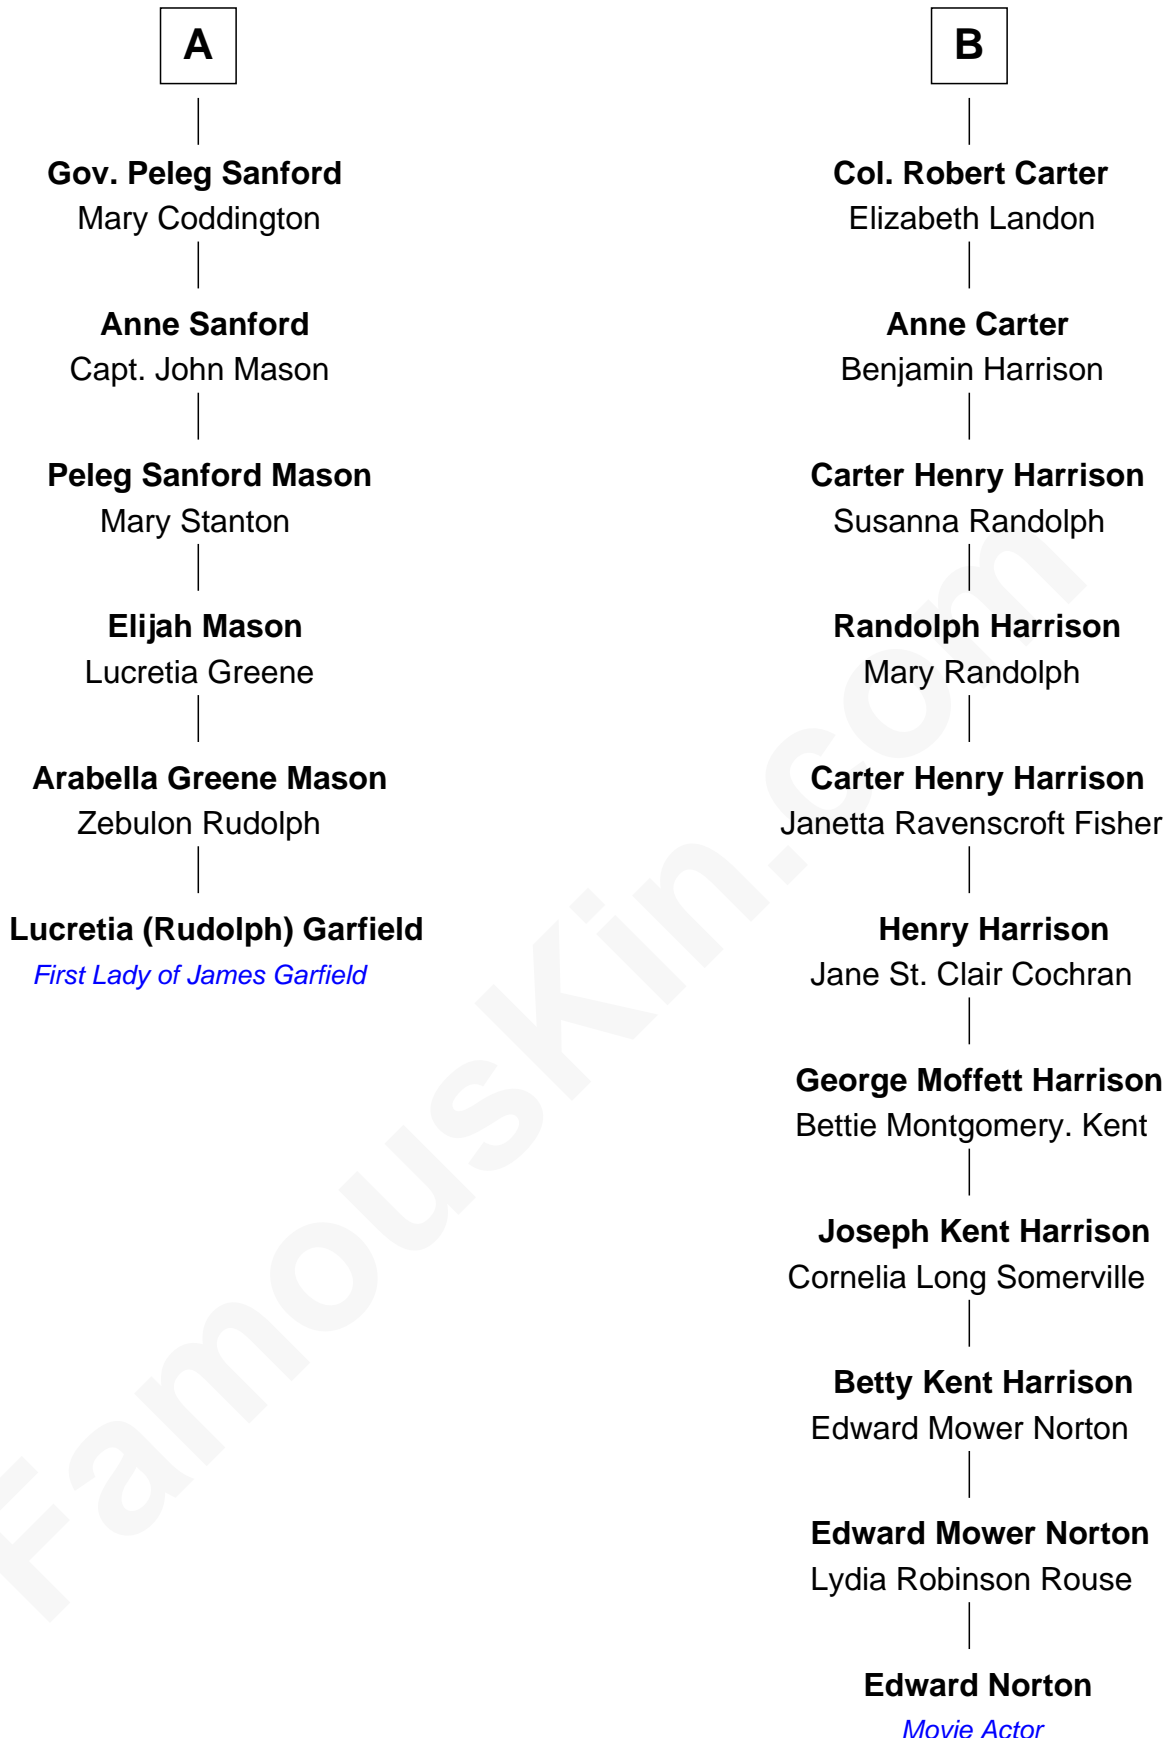 A
Gov. Peleg Sanford
Mary Coddington
Anne Sanford
Capt. John Mason
Peleg Sanford Mason
Mary Stanton
Elijah Mason
Lucretia Greene
Arabella Greene Mason
Zebulon Rudolph
Lucretia (Rudolph) Garfield
First Lady of James Garfield
B
Col. Robert Carter
Elizabeth Landon
Anne Carter
Benjamin Harrison
Carter Henry Harrison
Susanna Randolph
Randolph Harrison
Mary Randolph
Carter Henry Harrison
Janetta Ravenscroft Fisher
Henry Harrison
Jane St. Clair Cochran
George Moffett Harrison
Bettie Montgomery. Kent
Joseph Kent Harrison
Cornelia Long Somerville
Betty Kent Harrison
Edward Mower Norton
Edward Mower Norton
Lydia Robinson Rouse
Edward Norton
Movie Actor
FamousKin.com